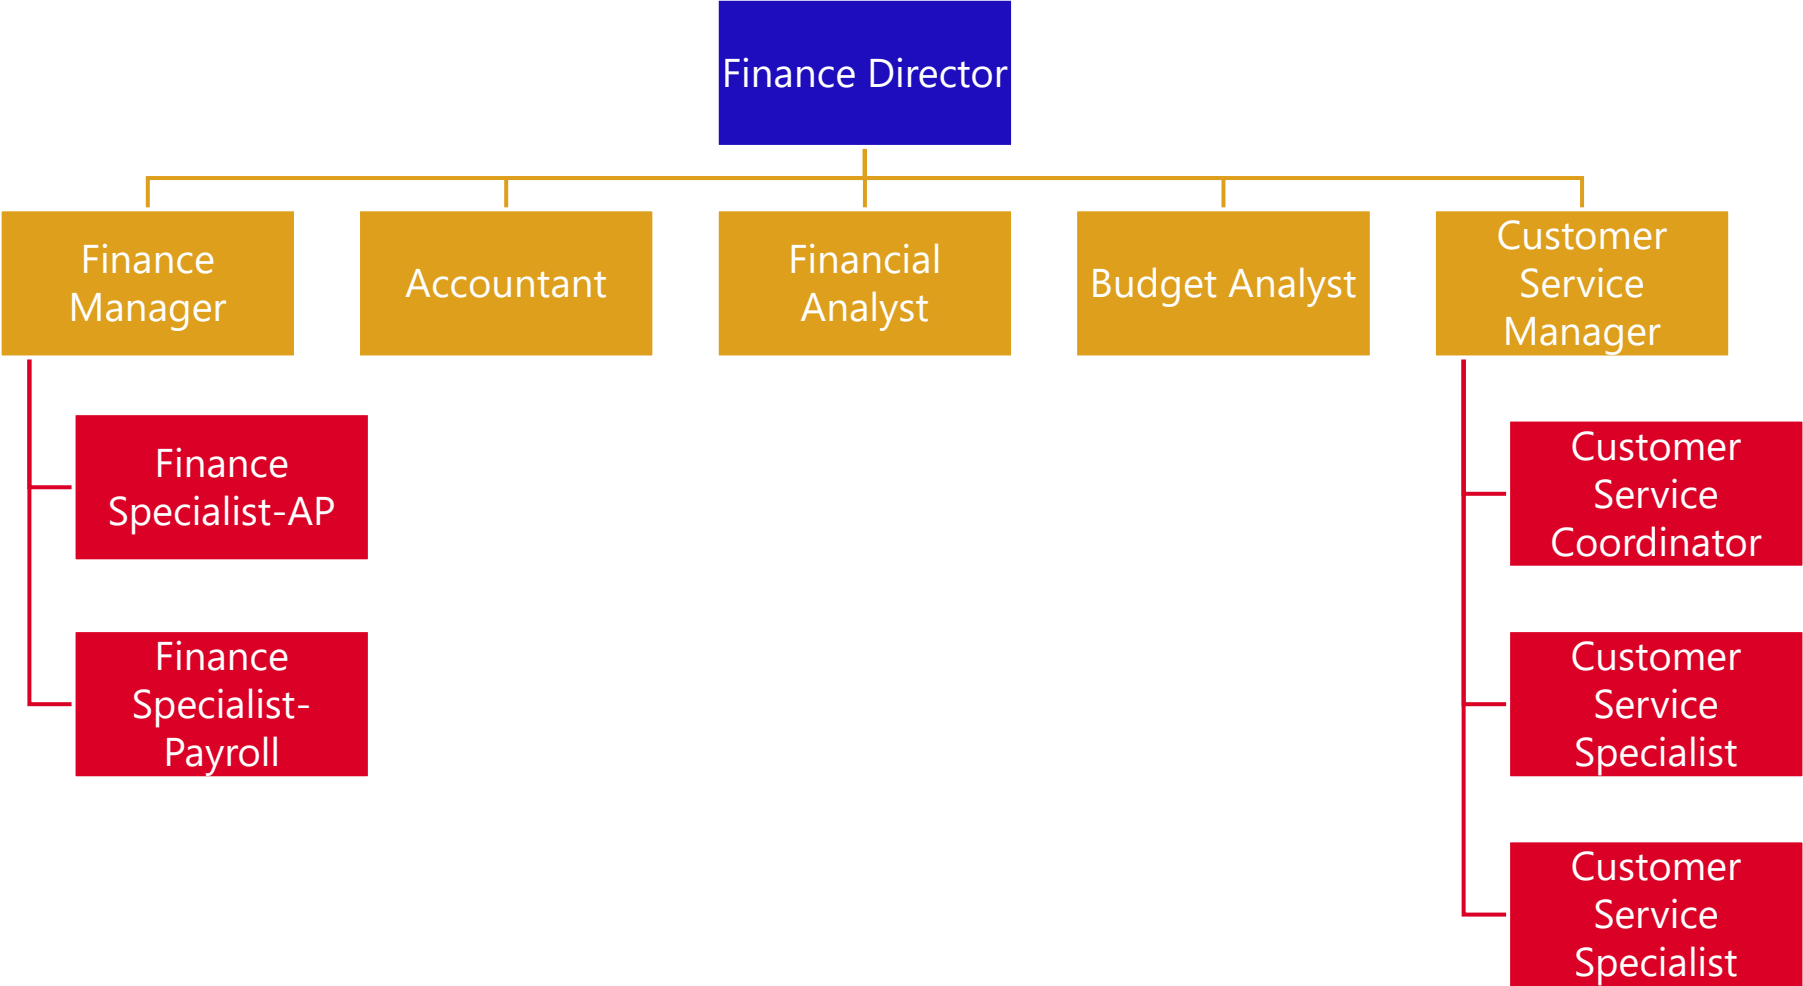 Finance Director
Finance
Manager
Accountant
Financial
Analyst
Budget Analyst
Customer
Service
Manager
Finance
Specialist-AP
Finance
Specialist-
Payroll
Customer
Service
Coordinator
Customer
Service
Specialist
Customer
Service
Specialist